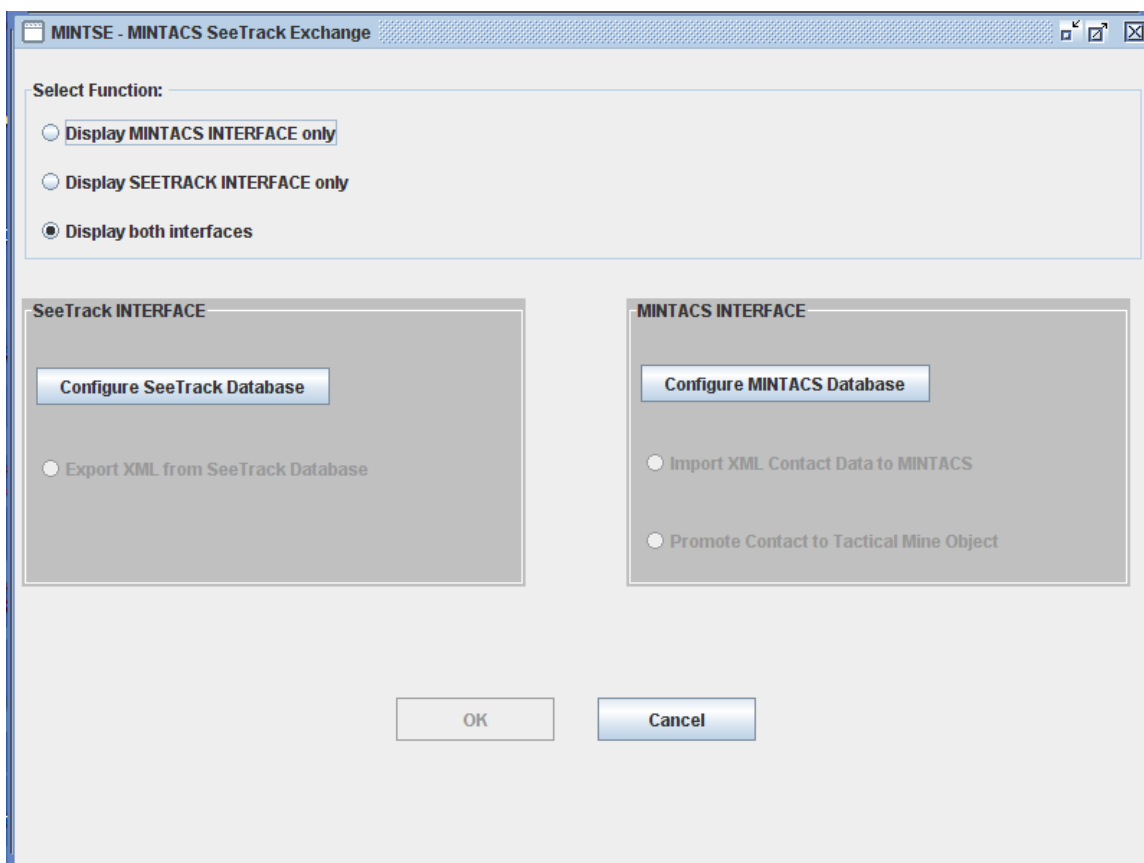 MINTSE - MINTACS SeeTrack Exchange
Select Function:
Display MINTACS INTERFACE only
Display SEETRACK INTERFACE only
Display both interfaces
SeeTrack INTERFACE
Configure SeeTrack Database
Export XML from SeeTrack Database
MINTACS INTERFACE
Configure MINTACS Database
Import XML Contact Data to MINTACS
Promote Contact to Tactical Mine Object
OK
Cancel